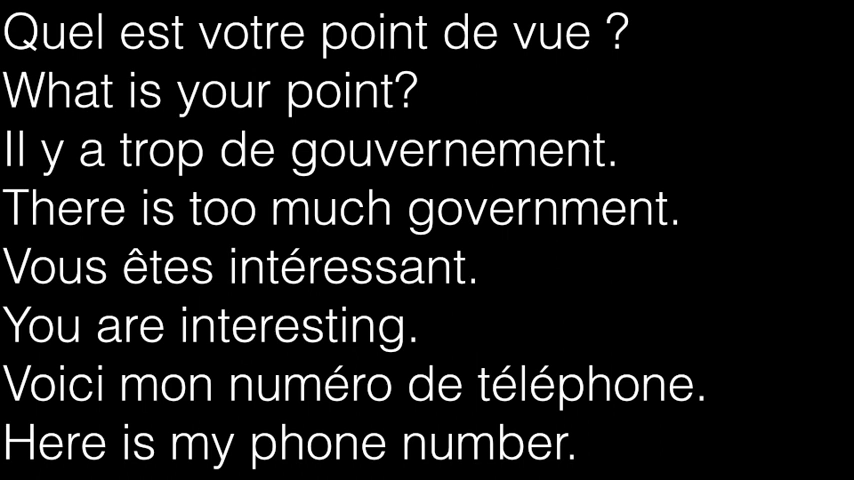 Quel est votre point de vue ?
What is your point?
Il y a trop de gouvernement.
There is too much government.
Vous êtes intéressant.
You are interesting.
Voici mon numéro de téléphone.
Here is my phone number.